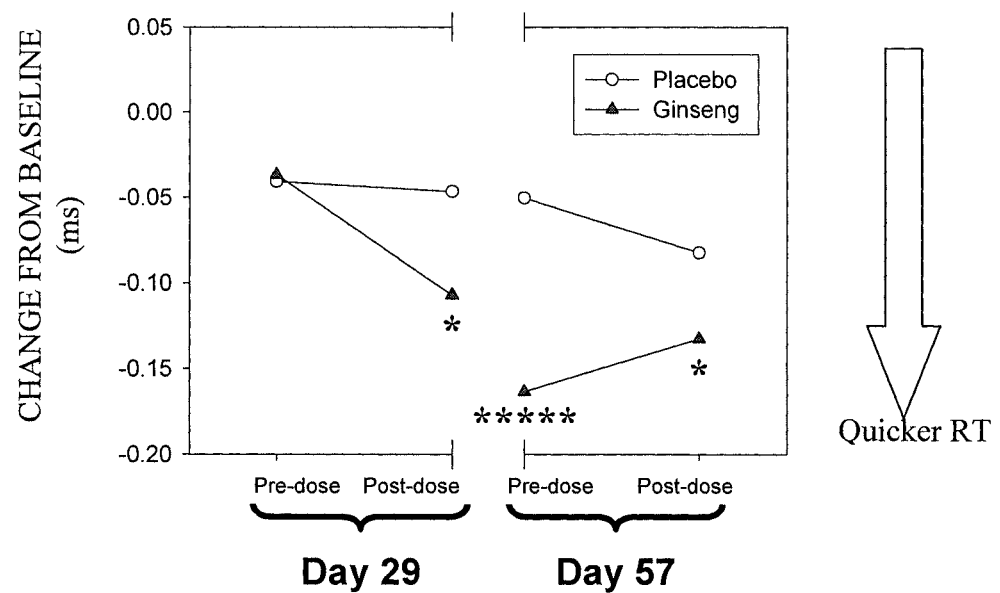 CHANGE FROM BASELINE
(ms)
0.05
0.00
-0.05
-0.10
-0.15
-0.20
Placebo
Ginseng
*
*****
*
Quicker RT
Pre-dose Post-dose Pre-dose Post-dose
Day 29 Day 57